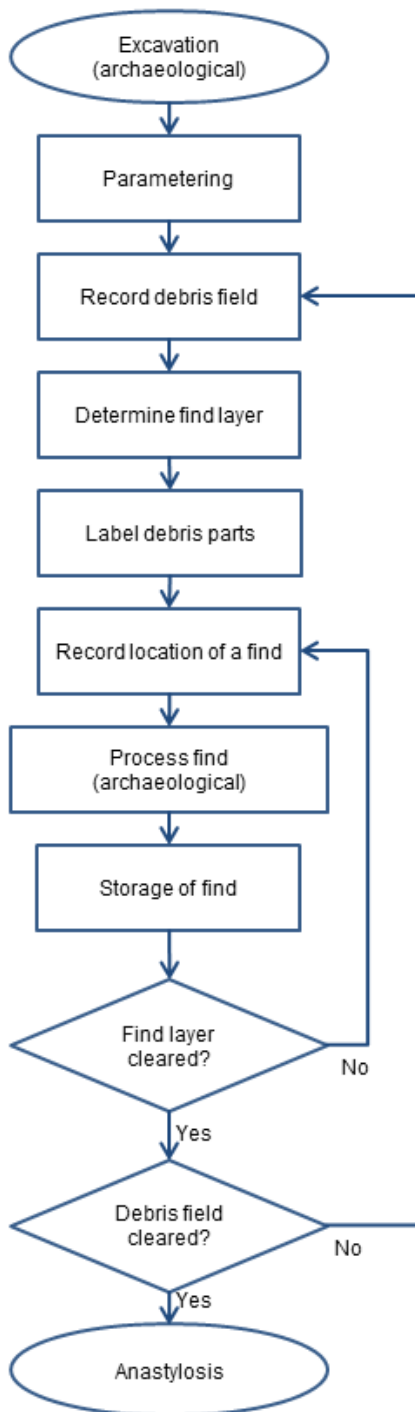 Excavation
(archaeological)
Parametering
Record debris field
Determine find layer
Label debris parts
Record location of a find
Process find
(archaeological)
Storage of find
Find layer
cleared?
No
Yes
Debris field
cleared?
No
Yes
Anastylosis